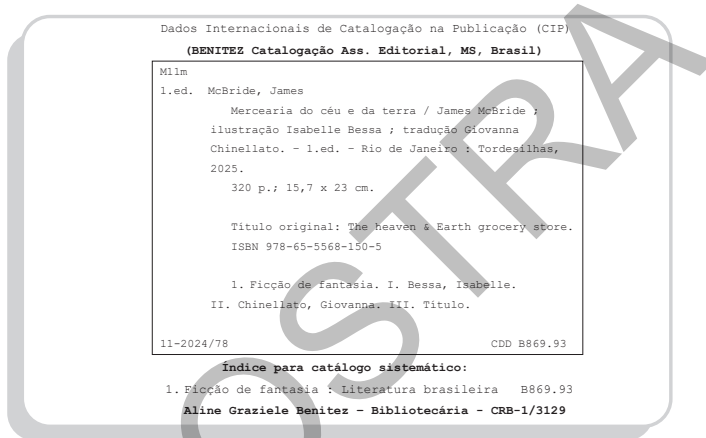 Dados Internacionais de Catalogação na Publicação (CIP)
(BENITEZ Catalogação Ass. Editorial, MS, Brasil)
M11m
1.ed. McBride, James
Mercearia do céu e da terra / James McBride ;
ilustração Isabelle Bessa ; tradução Giovanna
Chinellato. – 1.ed. – Rio de Janeiro : Tordesilhas,
2025.
320 p.; 15,7 x 23 cm.
Título original: The heaven & Earth grocery store.
ISBN 978-65-5568-150-5
1. Ficção de fantasia. I. Bessa, Isabelle.
II. Chinellato, Giovanna. III. Título.
11-2024/78 CDD B869.93
Índice para catálogo sistemático:
1. Ficção de fantasia : Literatura brasileira B869.93
Aline Graziele Benitez – Bibliotecária - CRB-1/3129
OSTRA